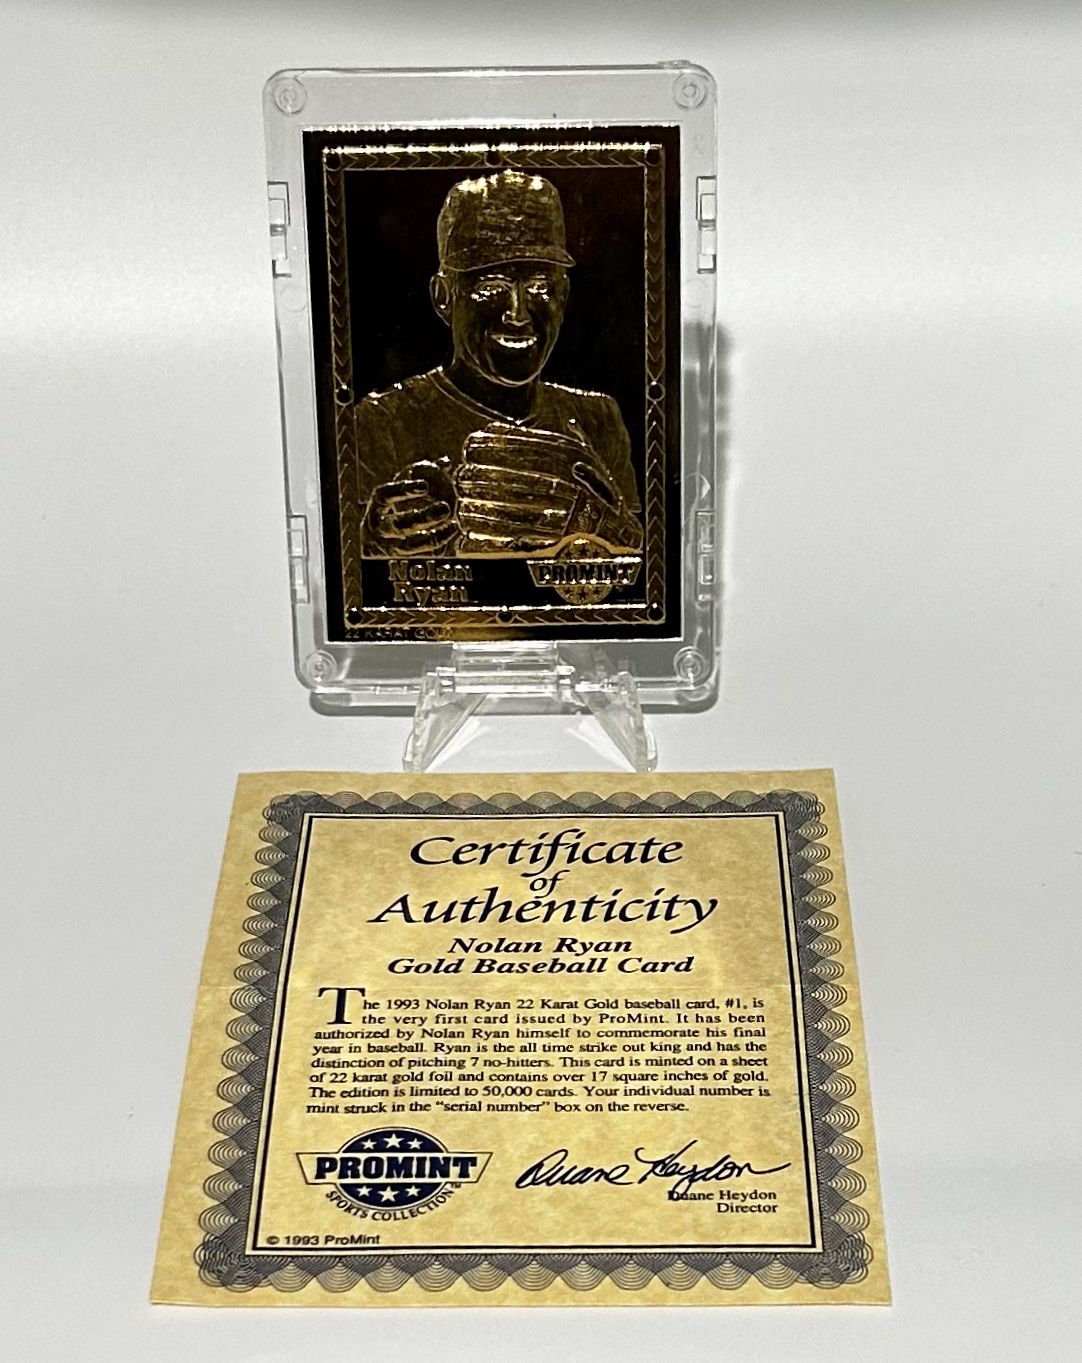 Nolan
Ryan
PROMINT
22 KARAT GOLD
Certificate
of
Authenticity
Nolan Ryan
Gold Baseball Card
The 1993 Nolan Ryan 22 Karat Gold baseball card, #1, is
the very first card issued by ProMint. It has been
authorized by Nolan Ryan himself to commemorate his final
year in baseball. Ryan is the all time strike out king and has the
distinction of pitching 7 no-hitters. This card is minted on a sheet
of 22 karat gold foil and contains over 17 square inches of gold.
The edition is limited to 50,000 cards. Your individual number is
mint struck in the "serial number" box on the reverse.
PROMINT
SPORTS COLLECTION™
Duane Heydon
Duane Heydon
Director
© 1993 ProMint